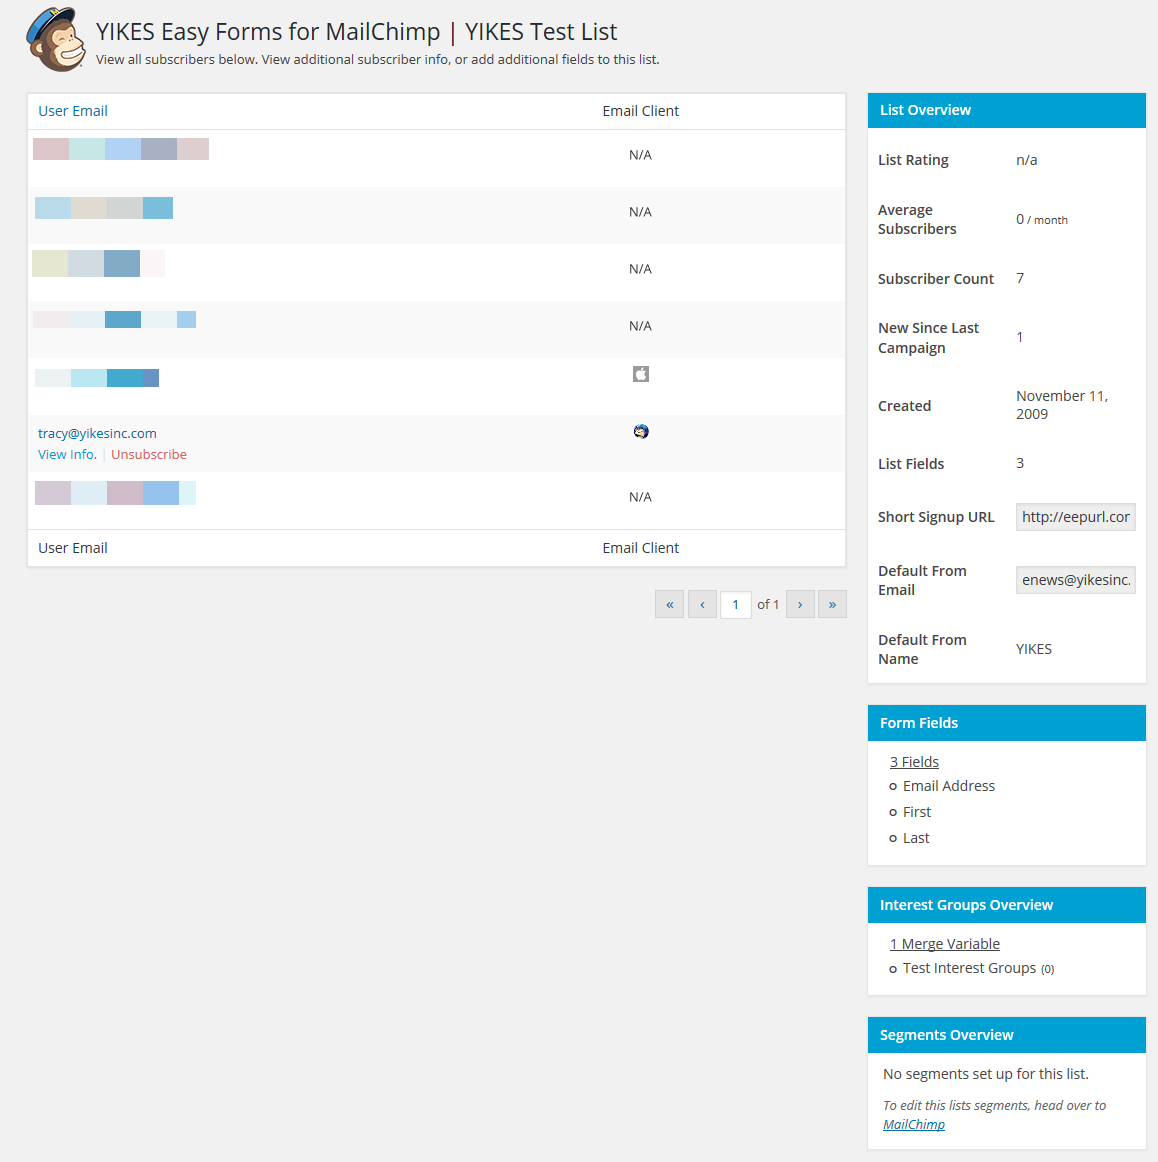 YIKES Easy Forms for MailChimp | YIKES Test List
View all subscribers below. View additional subscriber info, or add additional fields to this list.
User Email Email Client
N/A
N/A
N/A
N/A
tracy@yikesinc.com
View Info. | Unsubscribe
N/A
User Email Email Client
« ‹ 1 of 1 › »
List Overview
List Rating n/a
Average
Subscribers
0 / month
Subscriber Count 7
New Since Last
Campaign
1
Created
November 11,
2009
List Fields 3
Short Signup URL http://eepurl.cor
Default From
Email
enews@yikesinc.
Default From
Name
YIKES
Form Fields
3 Fields
Email Address
First
Last
Interest Groups Overview
1 Merge Variable
Test Interest Groups (0)
Segments Overview
No segments set up for this list.
To edit this lists segments, head over to
MailChimp